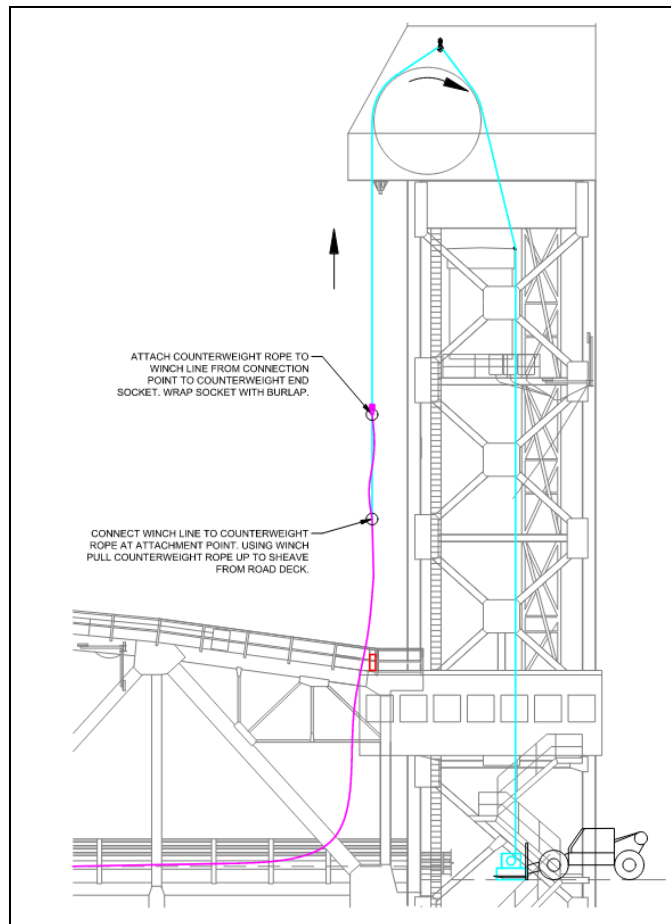 ATTACH COUNTERWEIGHT ROPE TO
WINCH LINE FROM CONNECTION
POINT TO COUNTERWEIGHT END
SOCKET. WRAP SOCKET WITH BURLAP.
CONNECT WINCH LINE TO COUNTERWEIGHT
ROPE AT ATTACHMENT POINT. USING WINCH
PULL COUNTERWEIGHT ROPE UP TO SHEAVE
FROM ROAD DECK.